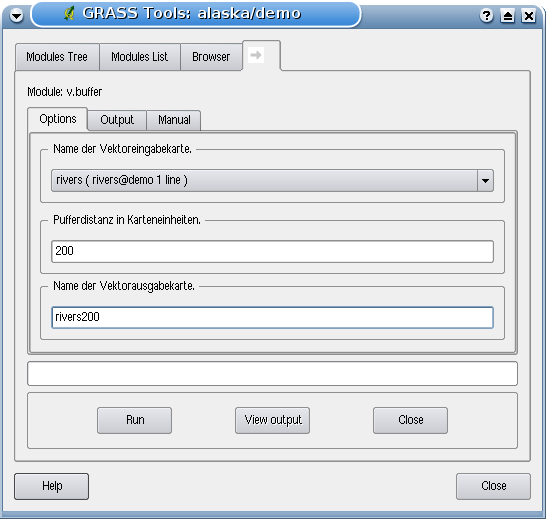 GRASS Tools: alaska/demo
Modules Tree Modules List Browser
Module: v.buffer
Options Output Manual
Name der Vektoreingabekarte.
rivers ( rivers@demo 1 line )
Pufferdistanz in Karteneinheiten.
200
Name der Vektorausgabekarte.
rivers200
Run View output Close
Help Close